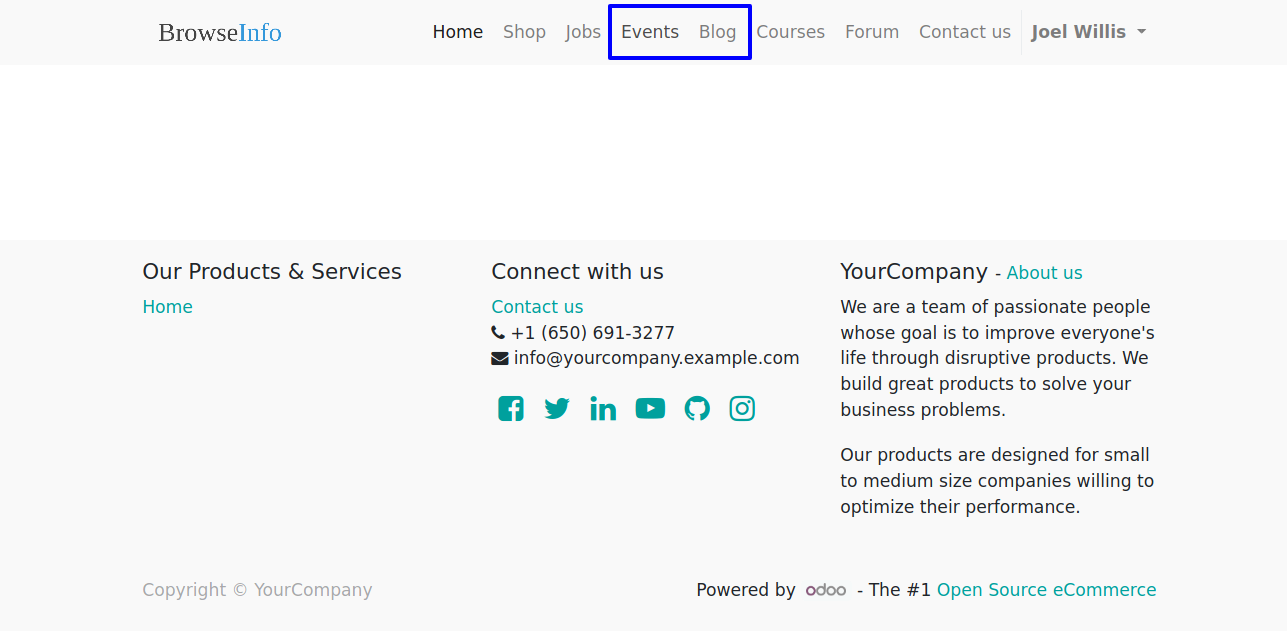 BrowseInfo
Home Shop Jobs Events Blog Courses Forum Contact us Joel Willis
Our Products & Services
Home
Connect with us
Contact us
+1 (650) 691-3277
info@yourcompany.example.com
YourCompany - About us
We are a team of passionate people
whose goal is to improve everyone's
life through disruptive products. We
build great products to solve your
business problems.
Our products are designed for small
to medium size companies willing to
optimize their performance.
Copyright © YourCompany
Powered by odoo - The #1 Open Source eCommerce